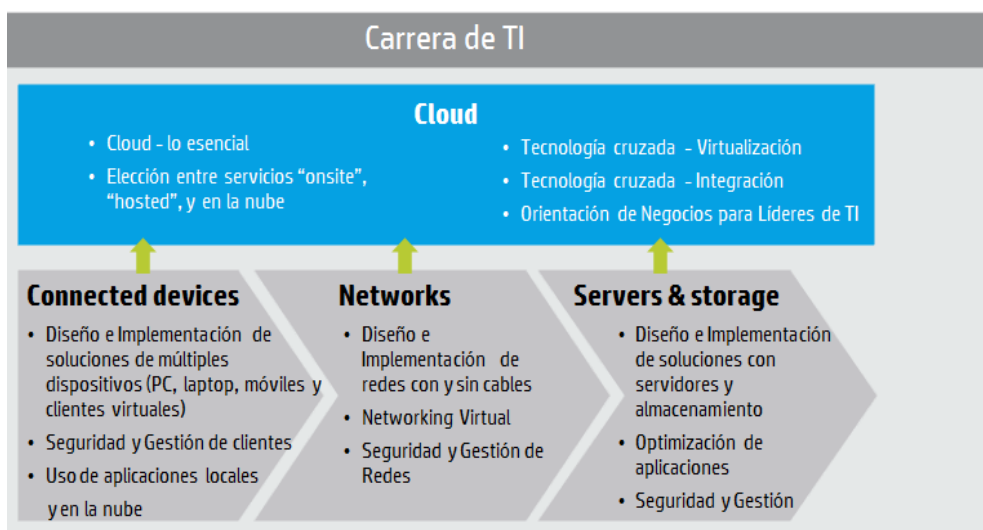 Carrera de TI
Cloud
• Cloud - lo esencial
• Elección entre servicios “onsite”,
“hosted”, y en la nube
• Tecnología cruzada - Virtualización
• Tecnología cruzada - Integración
• Orientación de Negocios para Líderes de TI
Connected devices
• Diseño e Implementación de
soluciones de múltiples
dispositivos (PC, laptop, móviles y
clientes virtuales)
• Seguridad y Gestión de clientes
• Uso de aplicaciones locales
y en la nube
Networks
• Diseño e
Implementación de
redes con y sin cables
• Networking Virtual
• Seguridad y Gestión de
Redes
Servers & storage
• Diseño e Implementación
de soluciones con
servidores y
almacenamiento
• Optimización de
aplicaciones
• Seguridad y Gestión